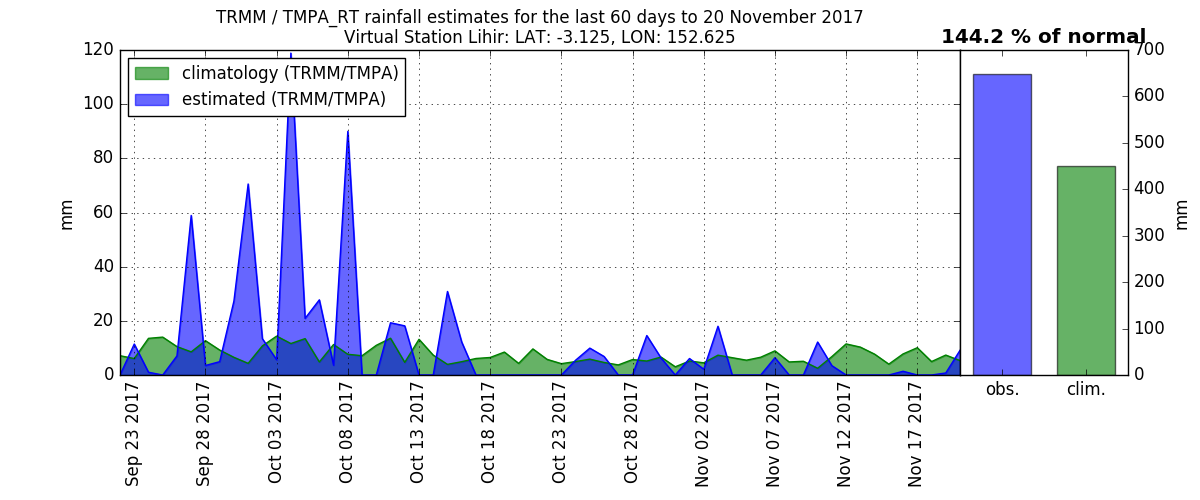 TRMM / TMPA_RT rainfall estimates for the last 60 days to 20 November 2017
Virtual Station Lihir: LAT: -3.125, LON: 152.625
144.2 % of normal
climatology (TRMM/TMPA)
estimated (TRMM/TMPA)
mm
120
100
80
60
40
20
0
Sep 23 2017
Sep 28 2017
Oct 03 2017
Oct 08 2017
Oct 13 2017
Oct 18 2017
Oct 23 2017
Oct 28 2017
Nov 02 2017
Nov 07 2017
Nov 12 2017
Nov 17 2017
obs.
clim.
700
600
500
400
300
200
100
0
mm